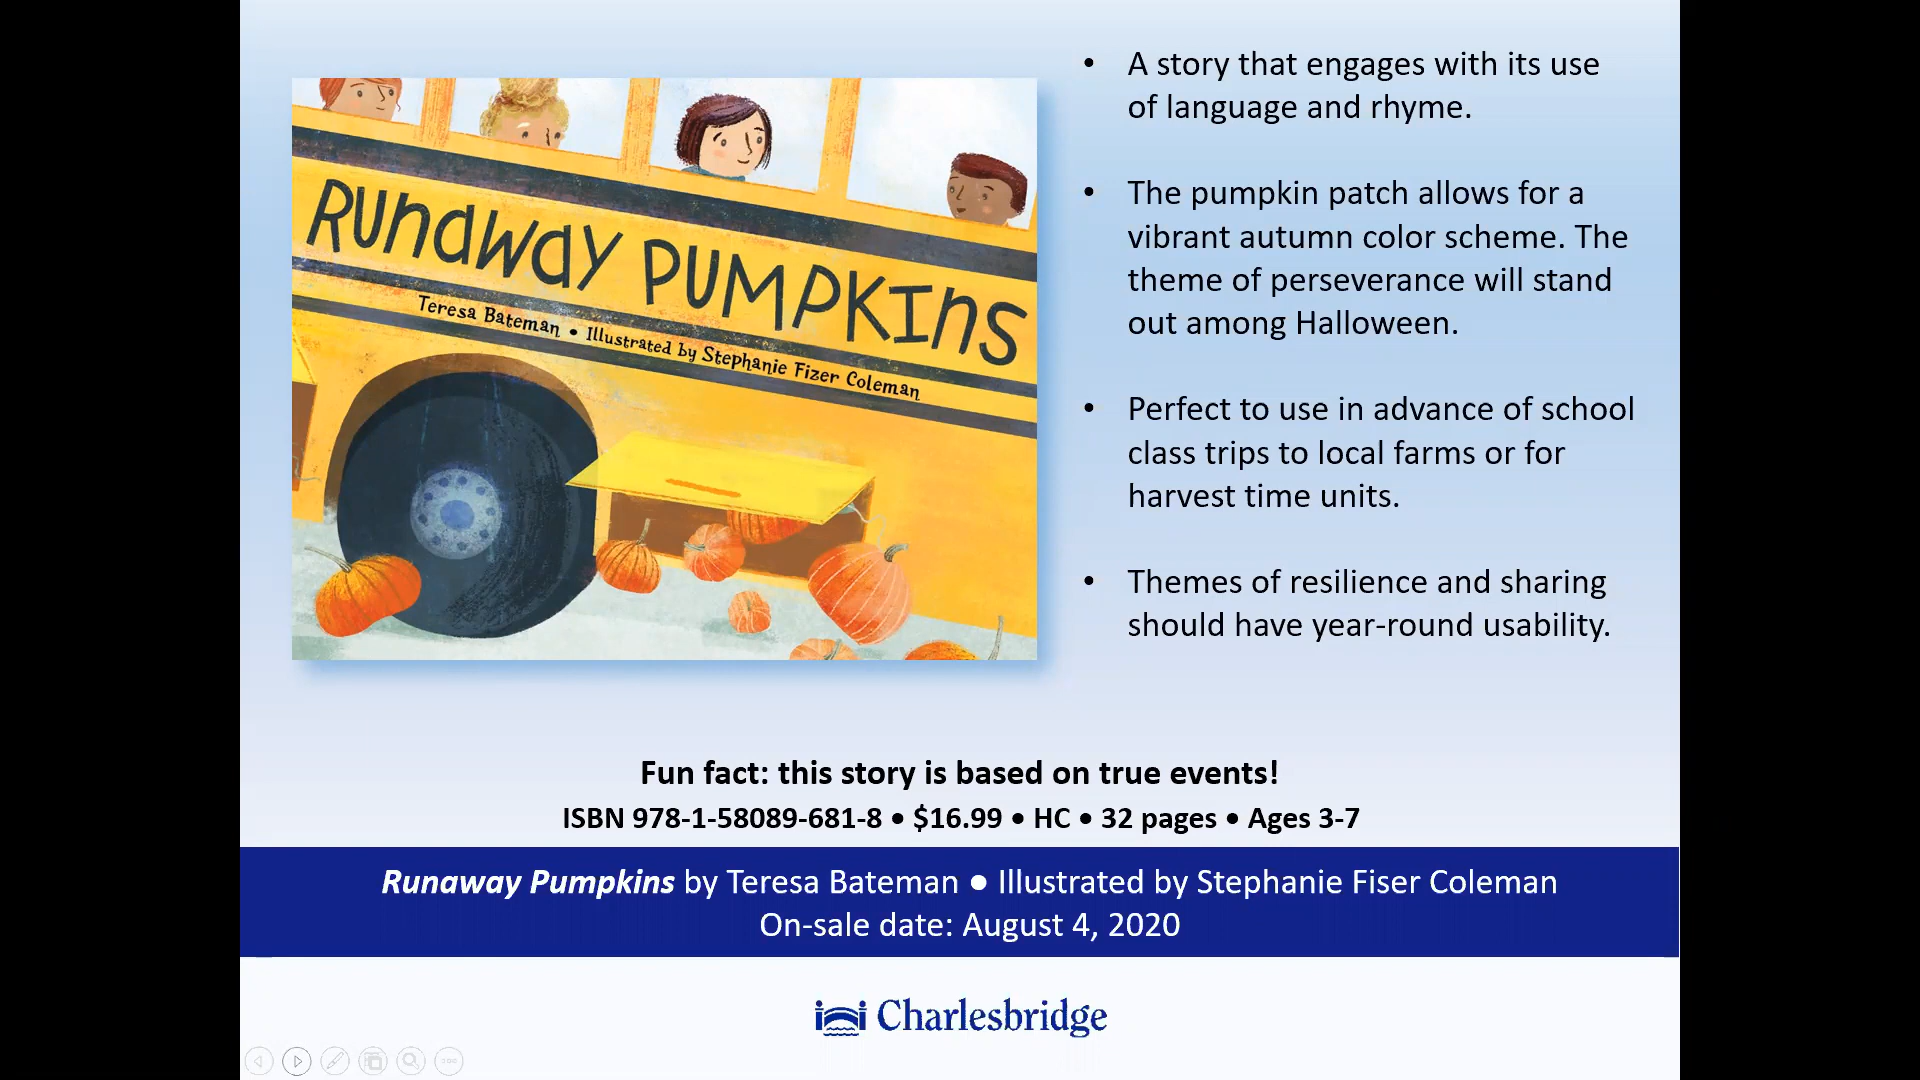 RUnaWaY PUMPKIns
Teresa Bateman • Illustrated by Stephanie Fizer Coleman
• A story that engages with its use
of language and rhyme.
• The pumpkin patch allows for a
vibrant autumn color scheme. The
theme of perseverance will stand
out among Halloween.
• Perfect to use in advance of school
class trips to local farms or for
harvest time units.
• Themes of resilience and sharing
should have year-round usability.
Fun fact: this story is based on true events!
ISBN 978-1-58089-681-8 • $16.99 • HC • 32 pages • Ages 3-7
Runaway Pumpkins by Teresa Bateman ● Illustrated by Stephanie Fiser Coleman
On-sale date: August 4, 2020
Charlesbridge